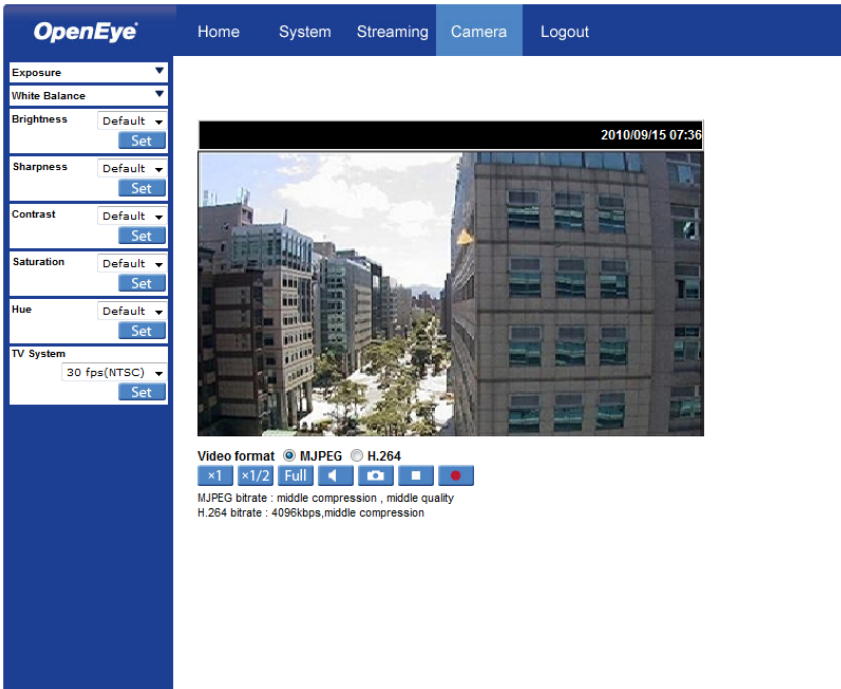 OpenEye
Home System Streaming Camera Logout
Exposure
White Balance
Brightness Default
Set
Sharpness Default
Set
Contrast Default
Set
Saturation Default
Set
Hue Default
Set
TV System
30 fps(NTSC)
Set
2010/09/15 07:36
Video format MJPEG H.264
×1 ×1/2 Full
MJPEG bitrate : middle compression , middle quality
H.264 bitrate : 4096kbps,middle compression